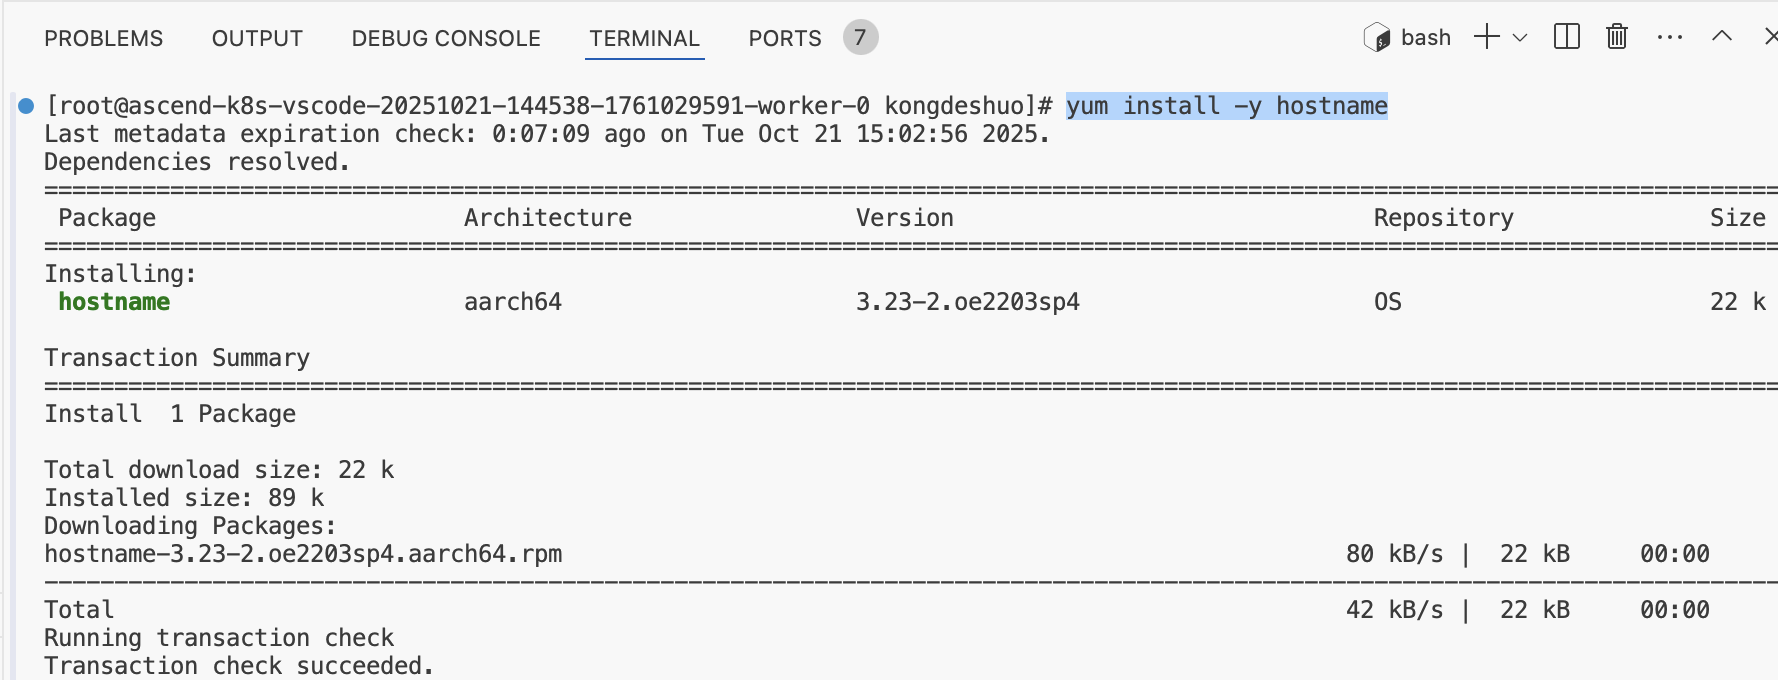 PROBLEMS OUTPUT DEBUG CONSOLE TERMINAL PORTS 7 bash
[root@ascend-k8s-vscode-20251021-144538-1761029591-worker-0 kongdeshuo]# yum install -y hostname
Last metadata expiration check: 0:07:09 ago on Tue Oct 21 15:02:56 2025.
Dependencies resolved.
================================================================================
Package Architecture Version Repository Size
================================================================================
Installing:
hostname aarch64 3.23-2.oe2203sp4 OS 22 k
Transaction Summary
================================================================================
Install 1 Package
Total download size: 22 k
Installed size: 89 k
Downloading Packages:
hostname-3.23-2.oe2203sp4.aarch64.rpm 80 kB/s | 22 kB 00:00
--------------------------------------------------------------------------------
Total 42 kB/s | 22 kB 00:00
Running transaction check
Transaction check succeeded.